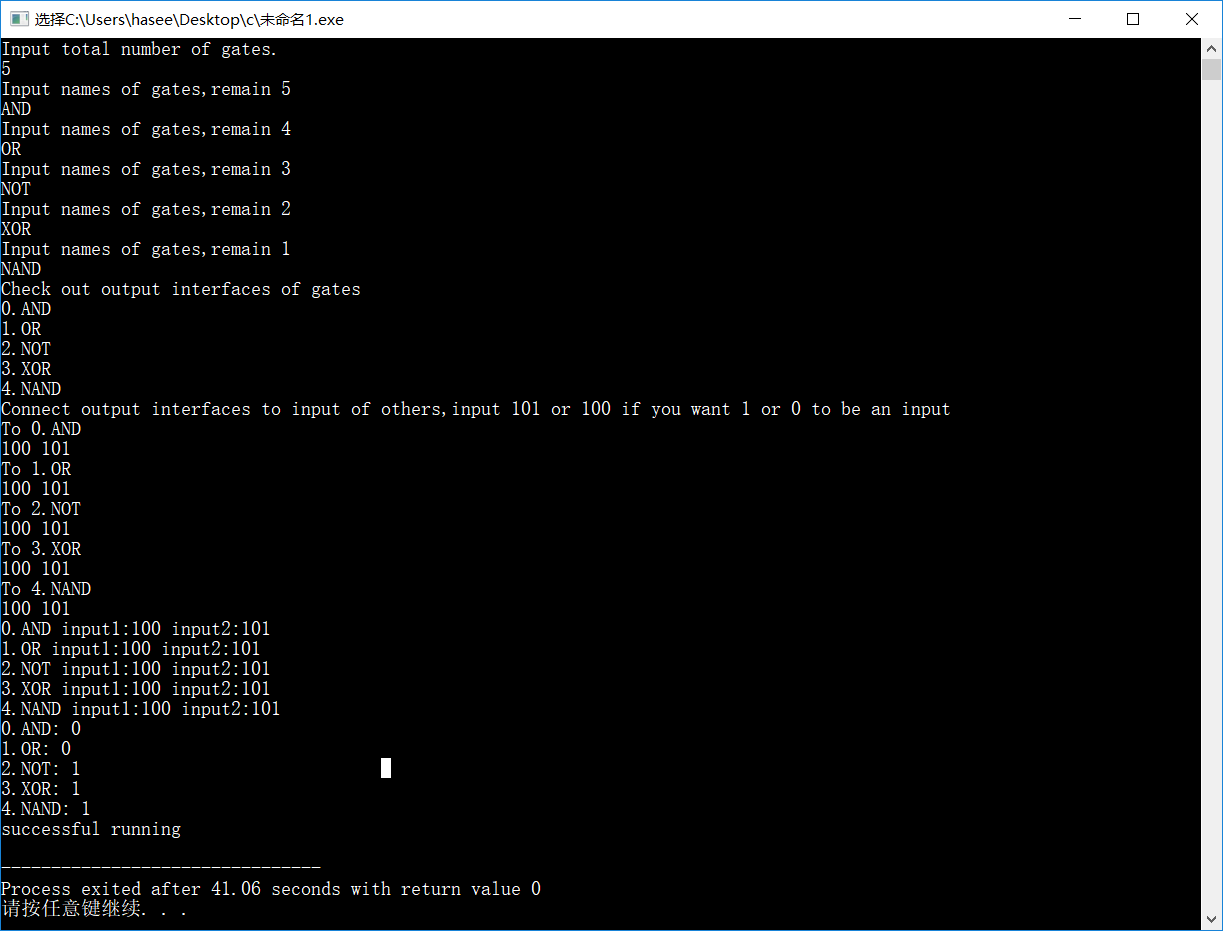 选择C:\Users\hasee\Desktop\c\未命名1.exe
Input total number of gates.
5
Input names of gates,remain 5
AND
Input names of gates,remain 4
OR
Input names of gates,remain 3
NOT
Input names of gates,remain 2
XOR
Input names of gates,remain 1
NAND
Check out output interfaces of gates
0.AND
1.OR
2.NOT
3.XOR
4.NAND
Connect output interfaces to input of others,input 101 or 100 if you want 1 or 0 to be an input
To 0.AND
100 101
To 1.OR
100 101
To 2.NOT
100 101
To 3.XOR
100 101
To 4.NAND
100 101
0.AND input1:100 input2:101
1.OR input1:100 input2:101
2.NOT input1:100 input2:101
3.XOR input1:100 input2:101
4.NAND input1:100 input2:101
0.AND: 0
1.OR: 0
2.NOT: 1
3.XOR: 1
4.NAND: 1
successful running
--------------------------------
Process exited after 41.06 seconds with return value 0
请按任意键继续. . .